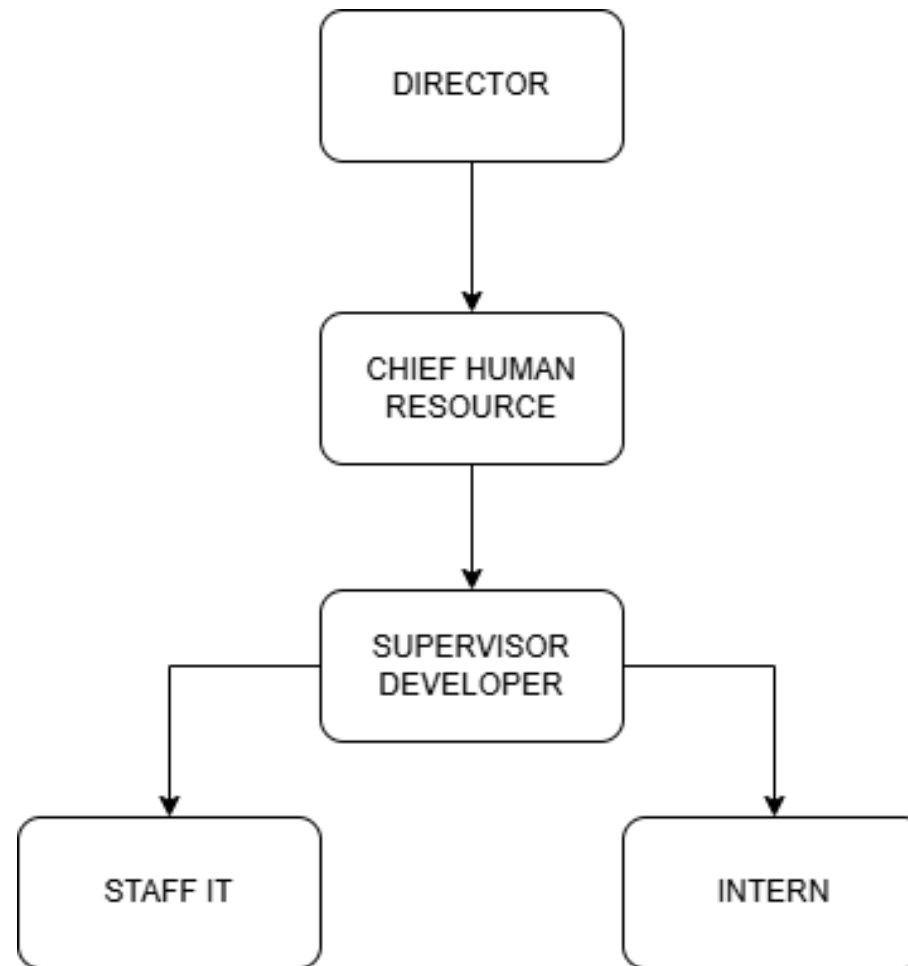 DIRECTOR
CHIEF HUMAN
RESOURCE
SUPERVISOR
DEVELOPER
STAFF IT
INTERN